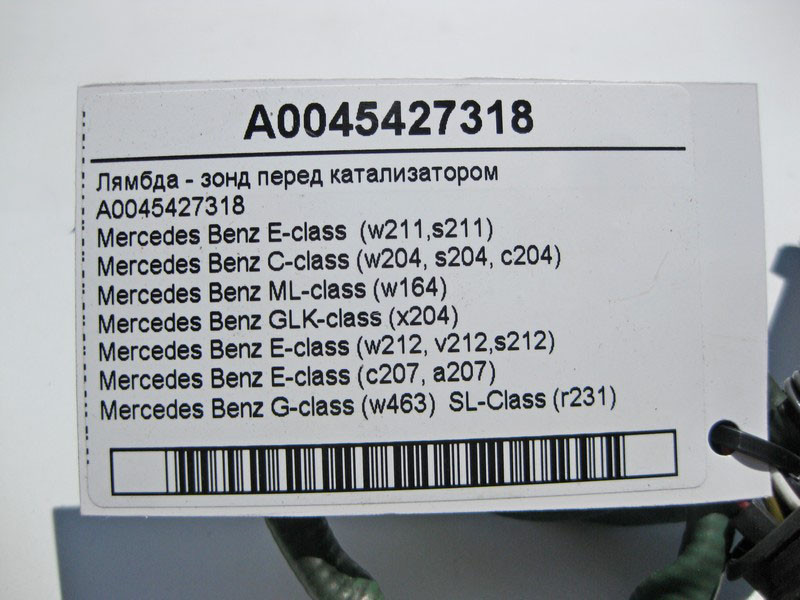 A0045427318
Лямбда - зонд перед катализатором
A0045427318
Mercedes Benz E-class (w211,s211)
Mercedes Benz C-class (w204, s204, c204)
Mercedes Benz ML-class (w164)
Mercedes Benz GLK-class (x204)
Mercedes Benz E-class (w212, v212,s212)
Mercedes Benz E-class (c207, a207)
Mercedes Benz G-class (w463) SL-Class (r231)